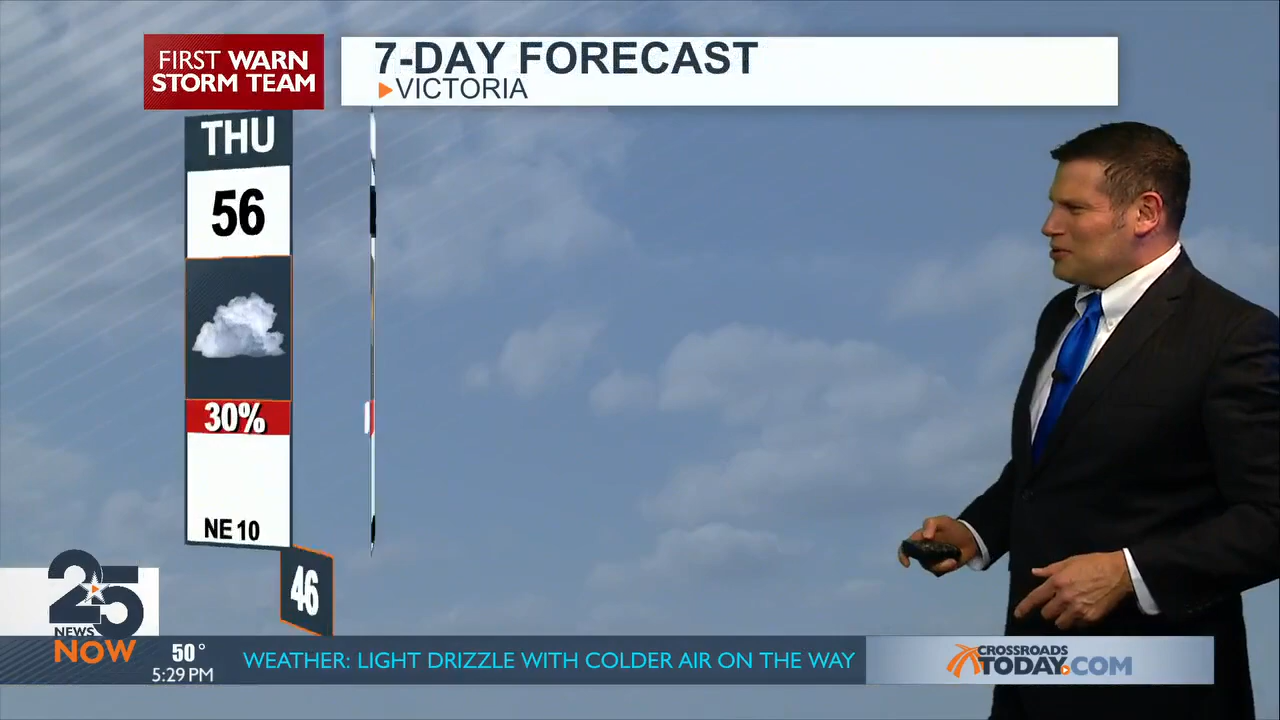 FIRST WARN
STORM TEAM
7-DAY FORECAST
VICTORIA
THU
56
30%
NE 10
46
25
NEWS
NOW
50°
5:29 PM
WEATHER: LIGHT DRIZZLE WITH COLDER AIR ON THE WAY
CROSSROADS
TODAY.COM